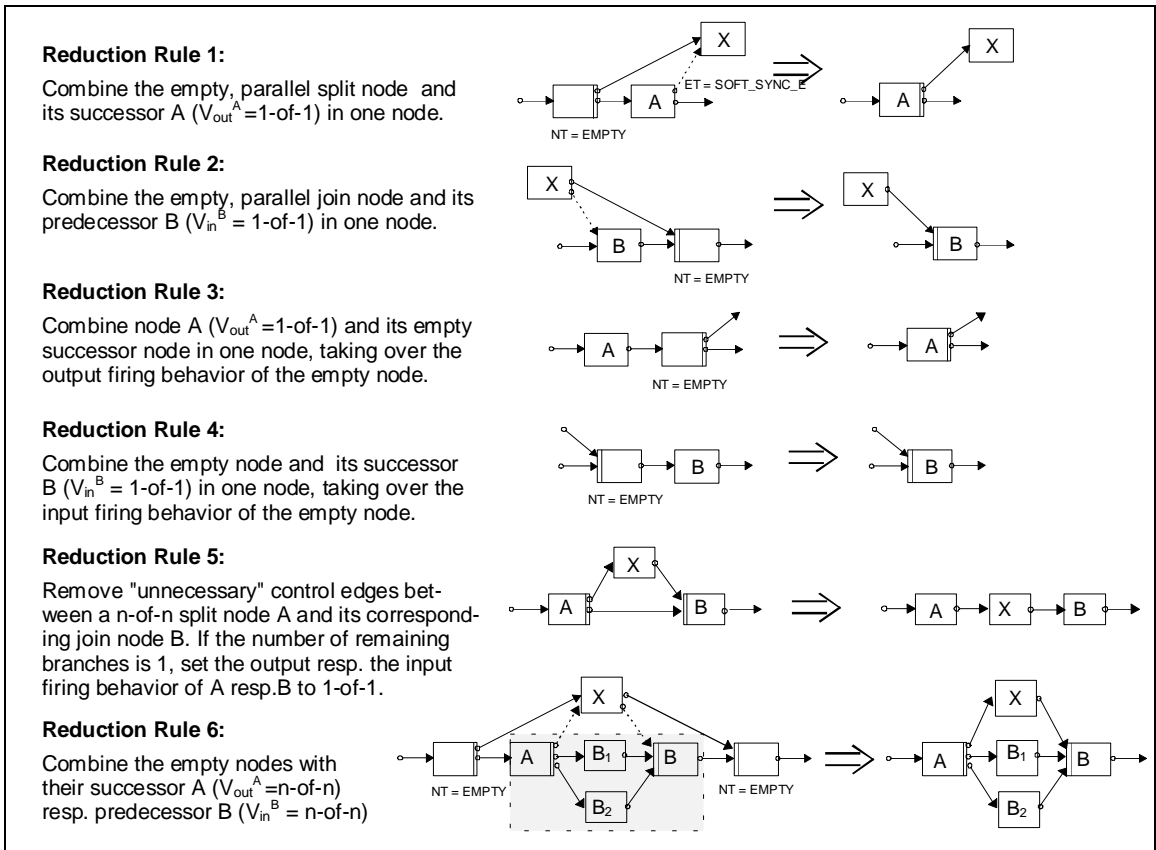 Reduction Rule 1:
Combine the empty, parallel split node and
its successor A (V_out^A =1-of-1) in one node.
X
A
ET = SOFT_SYNC_E
NT = EMPTY
X
A
Reduction Rule 2:
Combine the empty, parallel join node and its
predecessor B (V_in^B = 1-of-1) in one node.
X
B
NT = EMPTY
X
B
Reduction Rule 3:
Combine node A (V_out^A =1-of-1) and its empty
successor node in one node, taking over the
output firing behavior of the empty node.
A
NT = EMPTY
A
Reduction Rule 4:
Combine the empty node and its successor
B (V_in^B = 1-of-1) in one node, taking over the
input firing behavior of the empty node.
B
NT = EMPTY
B
Reduction Rule 5:
Remove "unnecessary" control edges bet-
ween a n-of-n split node A and its correspond-
ing join node B. If the number of remaining
branches is 1, set the output resp. the input
firing behavior of A resp.B to 1-of-1.
X
A
B
A
X
B
Reduction Rule 6:
Combine the empty nodes with
their successor A (V_out^A =n-of-n)
resp. predecessor B (V_in^B = n-of-n)
X
A
B1
B
B2
NT = EMPTY
NT = EMPTY
X
A
B1
B
B2